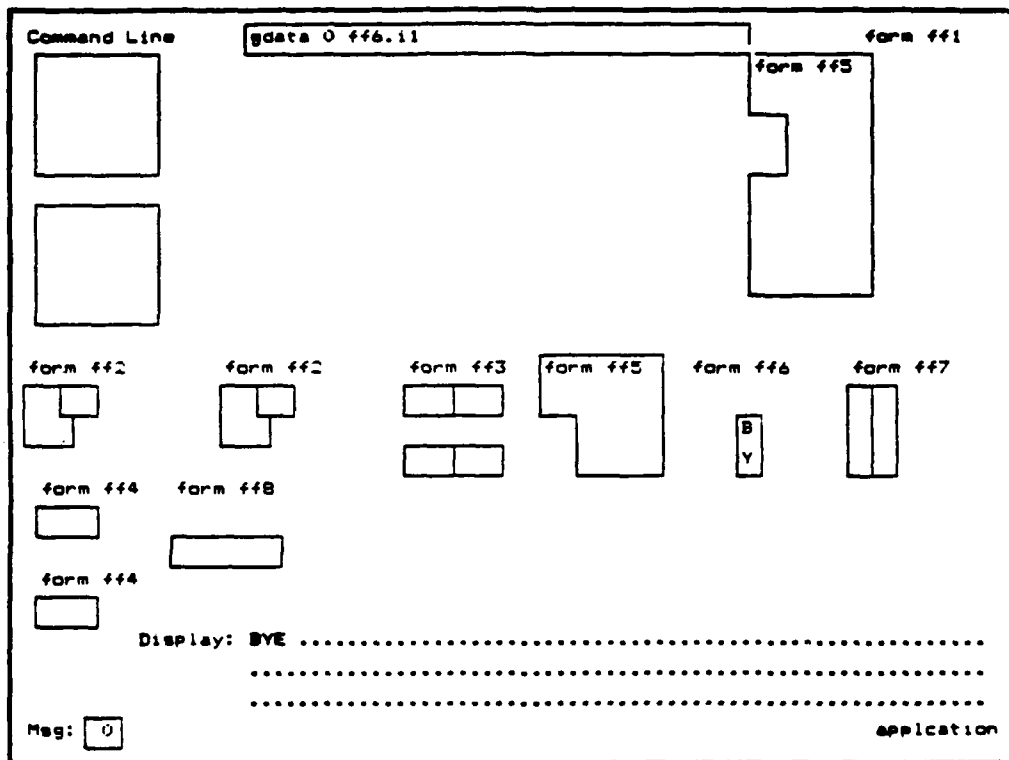 Command Line gdata 0 ff6.i1 form ff1
form ff5
form ff2 form ff2 form ff3 form ff5 form ff6 form ff7
B
Y
form ff4 form ff8
form ff4
Display: BYE ............................................................
................................................................
................................................................
Msg: 0 applcation